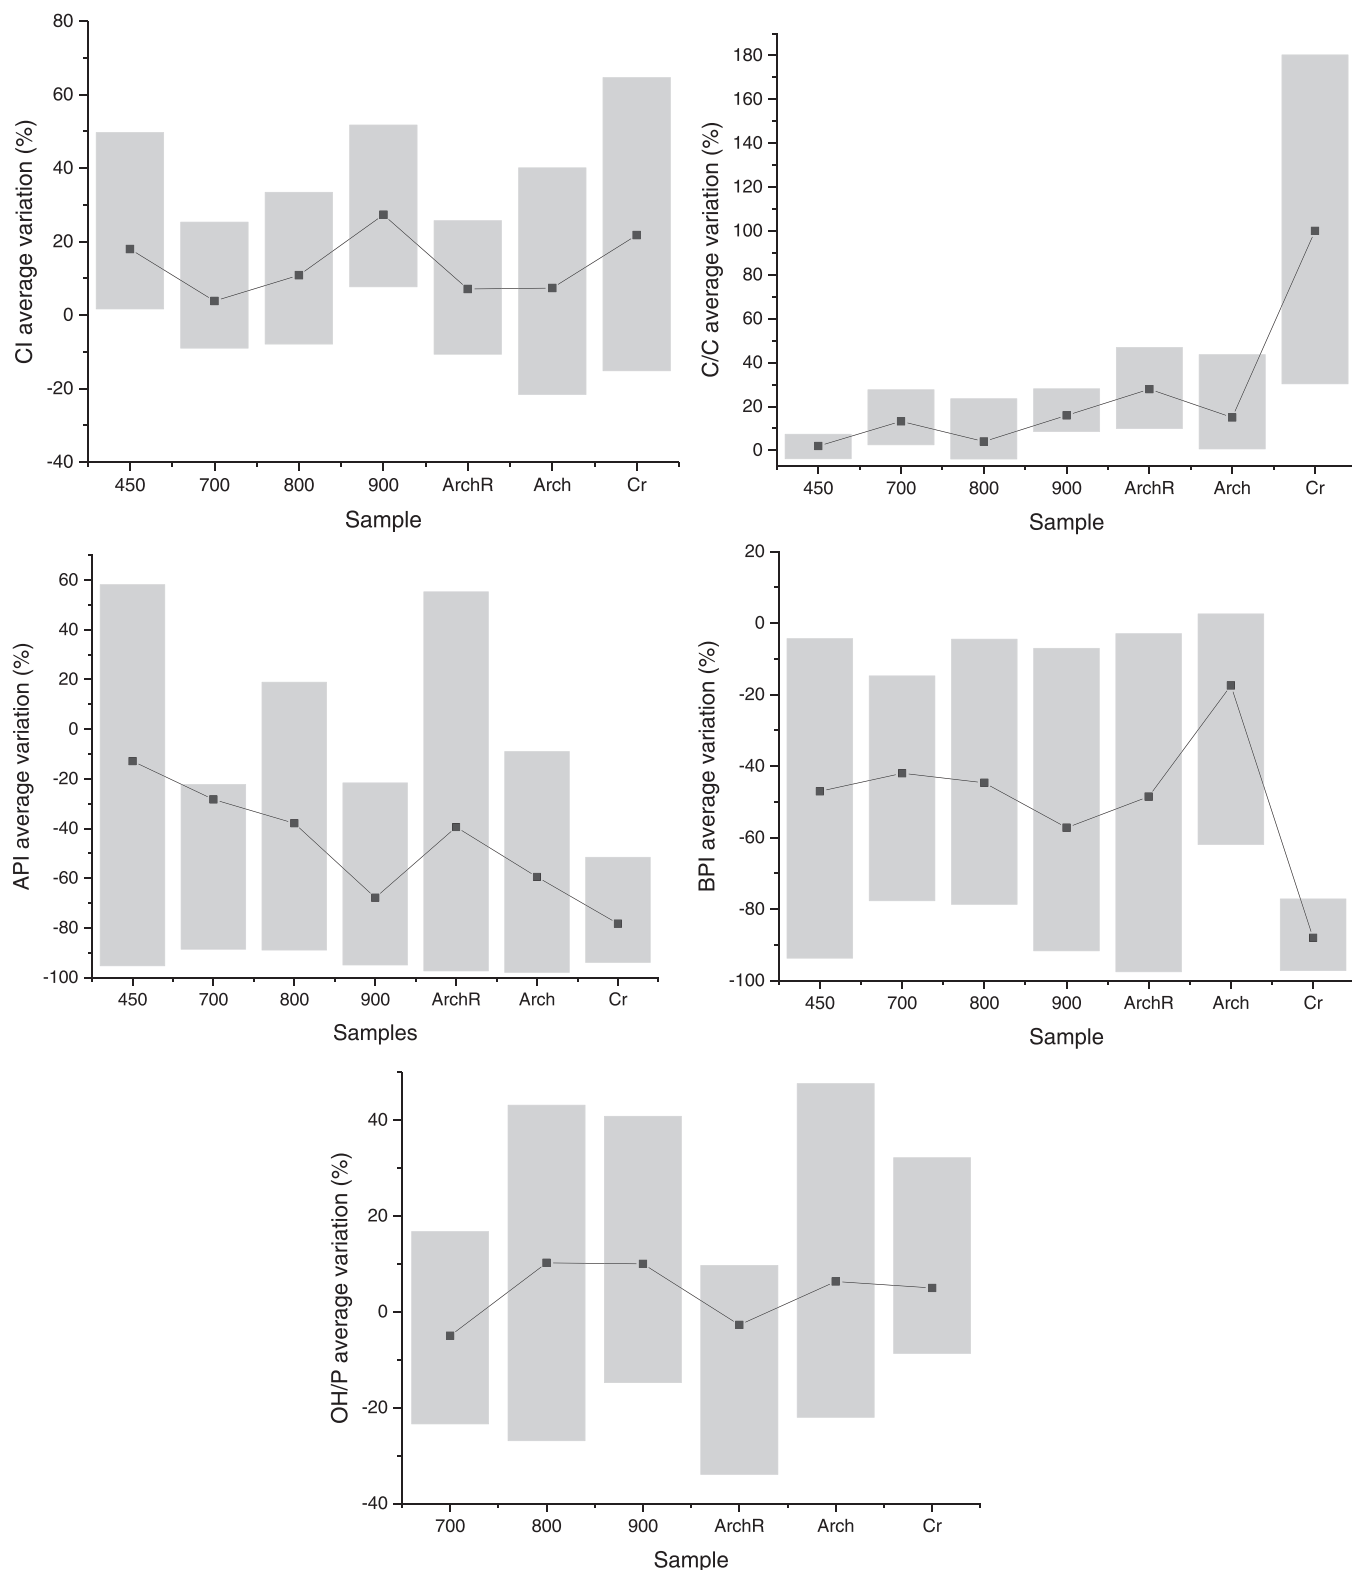 CI average variation (%)
80
60
40
20
0
-20
-40
450 700 800 900 ArchR Arch Cr
Sample
C/C average variation (%)
180
160
140
120
100
80
60
40
20
0
450 700 800 900 ArchR Arch Cr
Sample
API average variation (%)
60
40
20
0
-20
-40
-60
-80
-100
450 700 800 900 ArchR Arch Cr
Samples
BPI average variation (%)
20
0
-20
-40
-60
-80
-100
450 700 800 900 ArchR Arch Cr
Sample
OH/P average variation (%)
40
20
0
-20
-40
700 800 900 ArchR Arch Cr
Sample